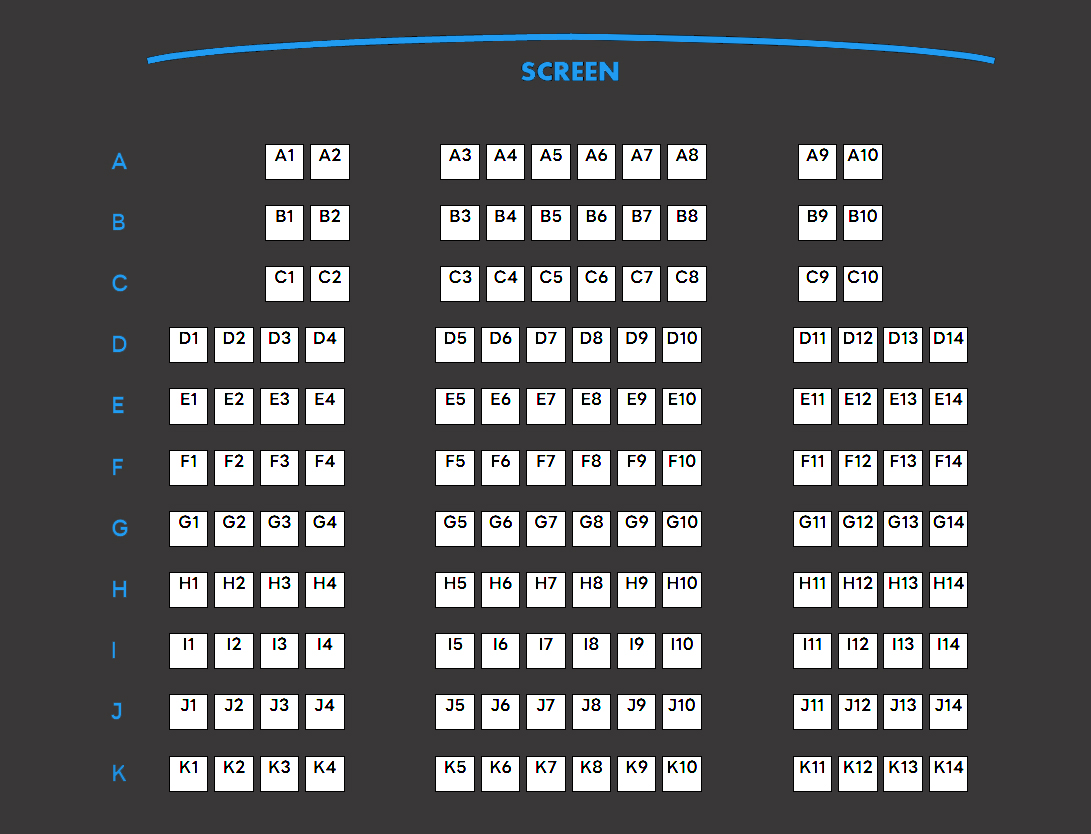 SCREEN
A A1 A2 A3 A4 A5 A6 A7 A8 A9 A10
B B1 B2 B3 B4 B5 B6 B7 B8 B9 B10
C C1 C2 C3 C4 C5 C6 C7 C8 C9 C10
D D1 D2 D3 D4 D5 D6 D7 D8 D9 D10 D11 D12 D13 D14
E E1 E2 E3 E4 E5 E6 E7 E8 E9 E10 E11 E12 E13 E14
F F1 F2 F3 F4 F5 F6 F7 F8 F9 F10 F11 F12 F13 F14
G G1 G2 G3 G4 G5 G6 G7 G8 G9 G10 G11 G12 G13 G14
H H1 H2 H3 H4 H5 H6 H7 H8 H9 H10 H11 H12 H13 H14
I I1 I2 I3 I4 I5 I6 I7 I8 I9 I10 I11 I12 I13 I14
J J1 J2 J3 J4 J5 J6 J7 J8 J9 J10 J11 J12 J13 J14
K K1 K2 K3 K4 K5 K6 K7 K8 K9 K10 K11 K12 K13 K14